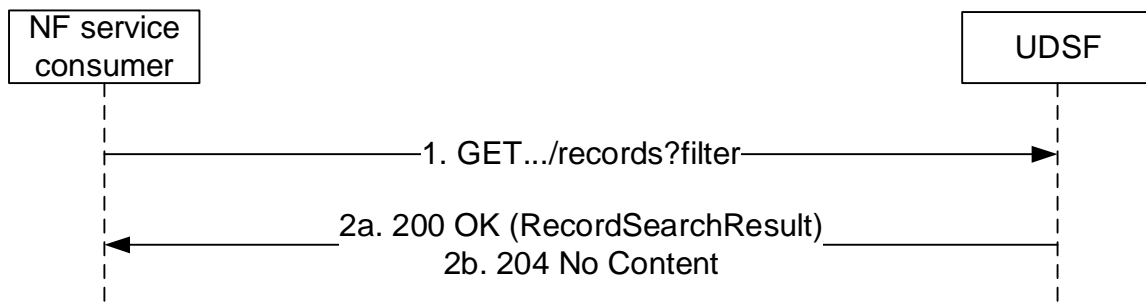 NF service
consumer
UDSF
1. GET.../records?filter
2a. 200 OK (RecordSearchResult)
2b. 204 No Content